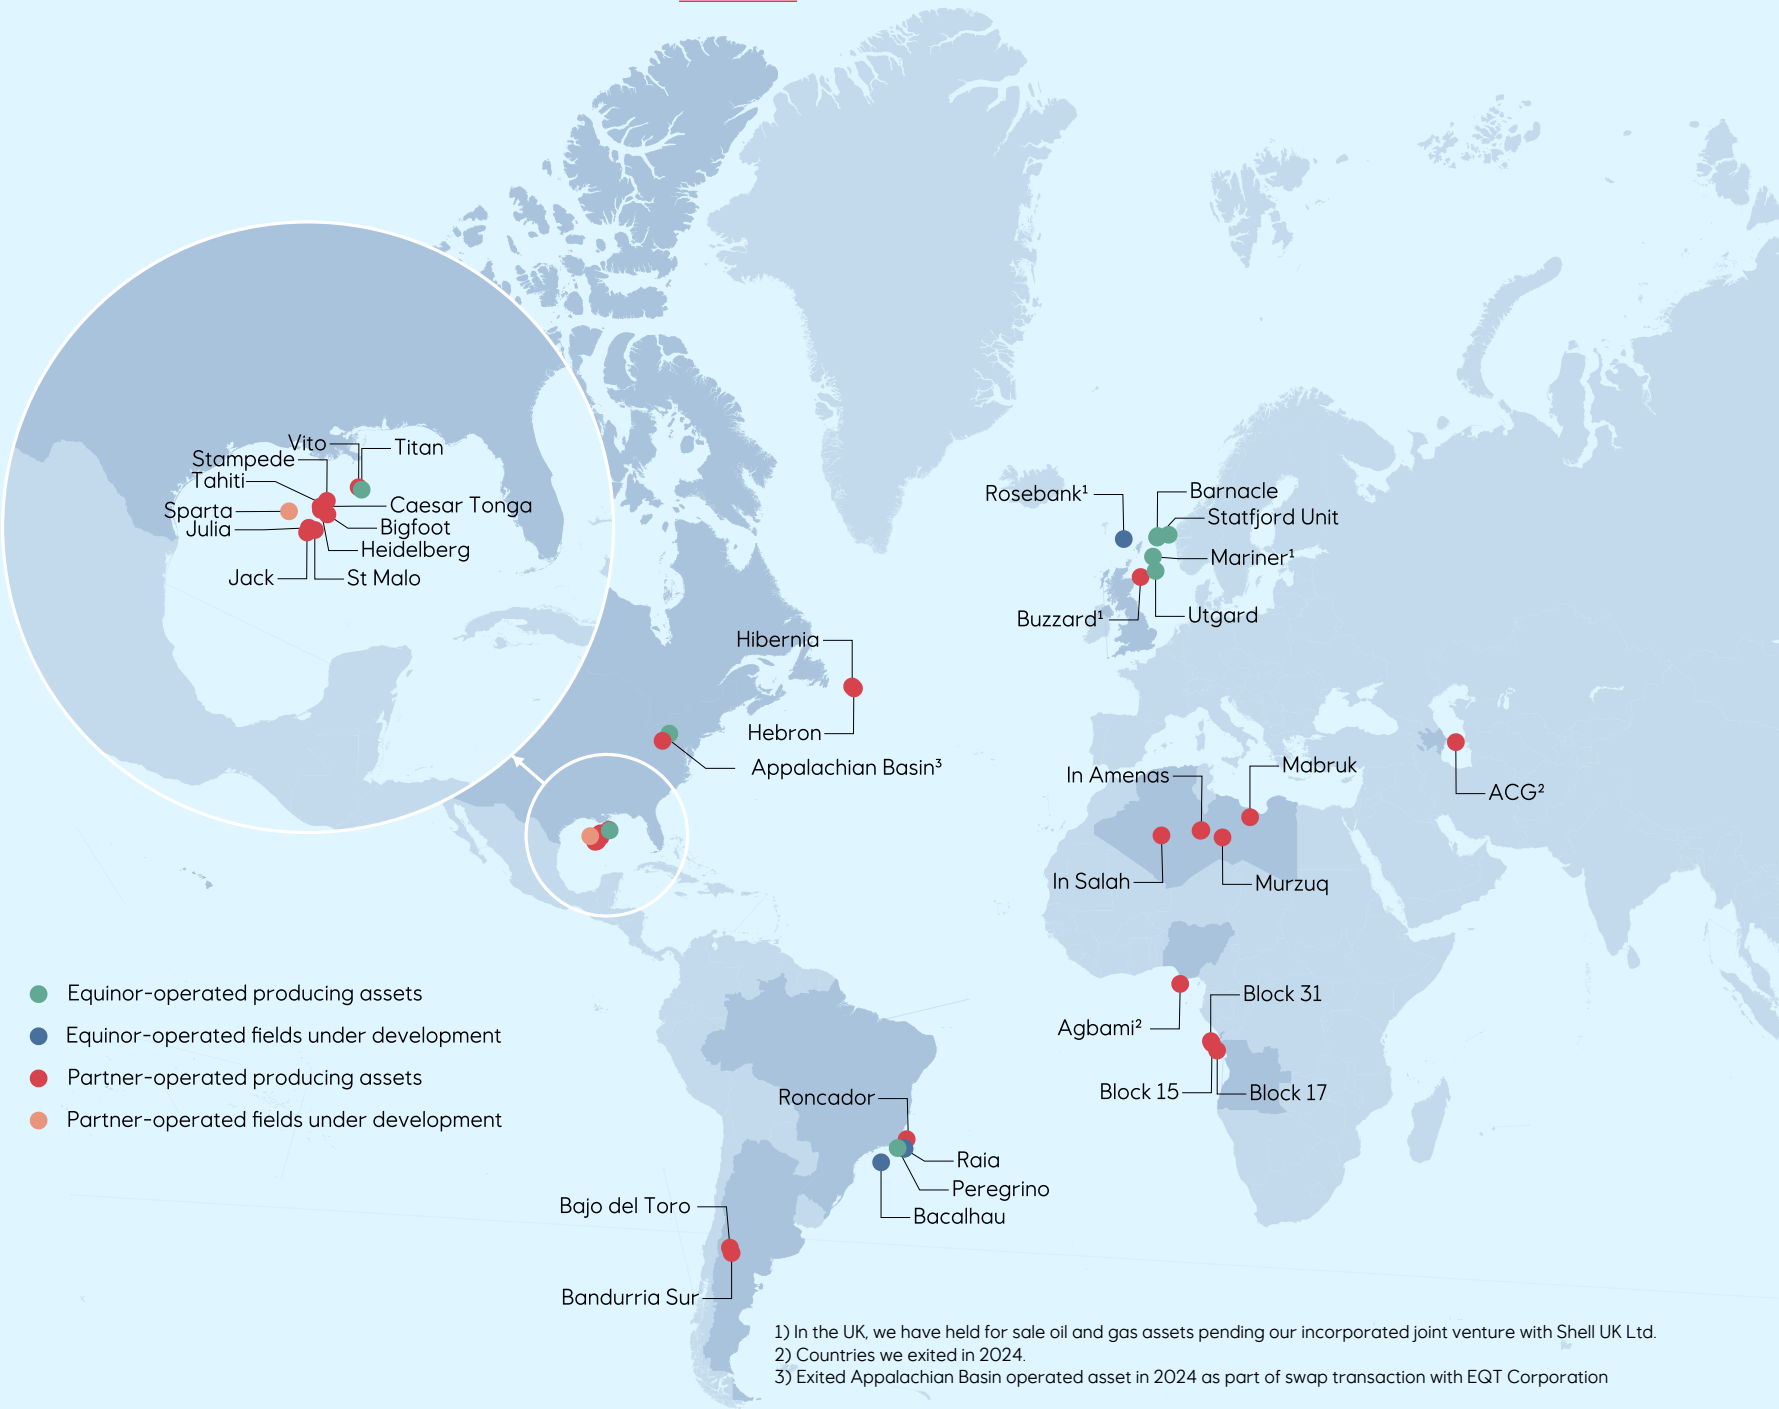 Vito
Titan
Stampede
Tahiti
Caesar Tonga
Sparta
Julia
Bigfoot
Heidelberg
Jack
St Malo
Rosebank¹
Barnacle
Statfjord Unit
Mariner¹
Buzzard¹
Utgard
Hibernia
Hebron
Appalachian Basin³
In Amenas
Mabruk
ACG²
In Salah
Murzuq
Agbami²
Block 31
Block 15
Block 17
Equinor-operated producing assets
Equinor-operated fields under development
Partner-operated producing assets
Partner-operated fields under development
Roncador
Raia
Peregrino
Bacalhau
Bajo del Toro
Bandurria Sur
1) In the UK, we have held for sale oil and gas assets pending our incorporated joint venture with Shell UK Ltd.
2) Countries we exited in 2024.
3) Exited Appalachian Basin operated asset in 2024 as part of swap transaction with EQT Corporation